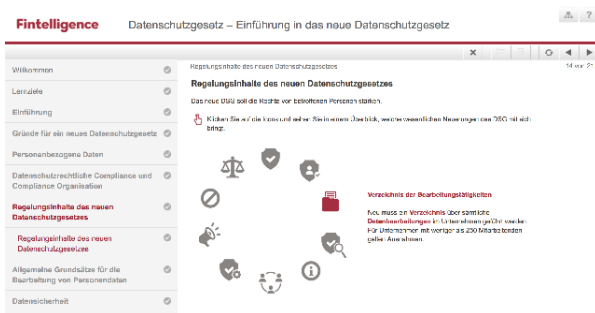 Fintelligence
Datenschutzgesetz – Einführung in das neue Datenschutzgesetz
?
Regelungsinhalte des neuen Datenschutzgesetzes
14 von 21
Willkommen
Lernziele
Einführung
Gründe für ein neues Datenschutzgesetz
Personenbezogene Daten
Datenschutzrechtliche Compliance und
Compliance Organisation
Regelungsinhalte des neuen
Datenschutzgesetzes
Regelungsinhalte des neuen
Datenschutzgesetzes
Allgemeine Grundsätze für die
Bearbeitung von Personendaten
Datensicherheit
Regelungsinhalte des neuen Datenschutzgesetzes
Das neue DSG soll die Rechte von betroffenen Personen stärken.
Klicken Sie auf die Icons und sehen Sie in einem Überblick, welche wesentlichen Neuerungen das DSG mit sich
bringt.
Verzeichnis der Bearbeitungstätigkeiten
Neu muss ein Verzeichnis über sämtliche
Datenbearbeitungen im Unternehmen geführt werden.
Für Unternehmen mit weniger als 250 Mitarbeitenden
gelten Ausnahmen.